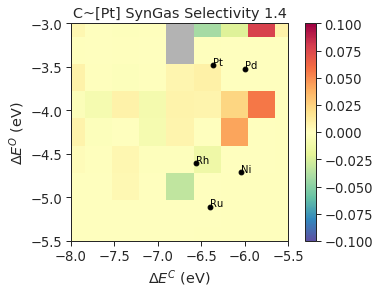 C~[Pt] SynGas Selectivity 1.4
−3.0
−3.5
−4.0
−4.5
−5.0
−5.5
ΔE^O (eV)
Pt
Pd
Rh
Ni
Ru
−8.0 −7.5 −7.0 −6.5 −6.0 −5.5
ΔE^C (eV)
0.100
0.075
0.050
0.025
0.000
−0.025
−0.050
−0.075
−0.100